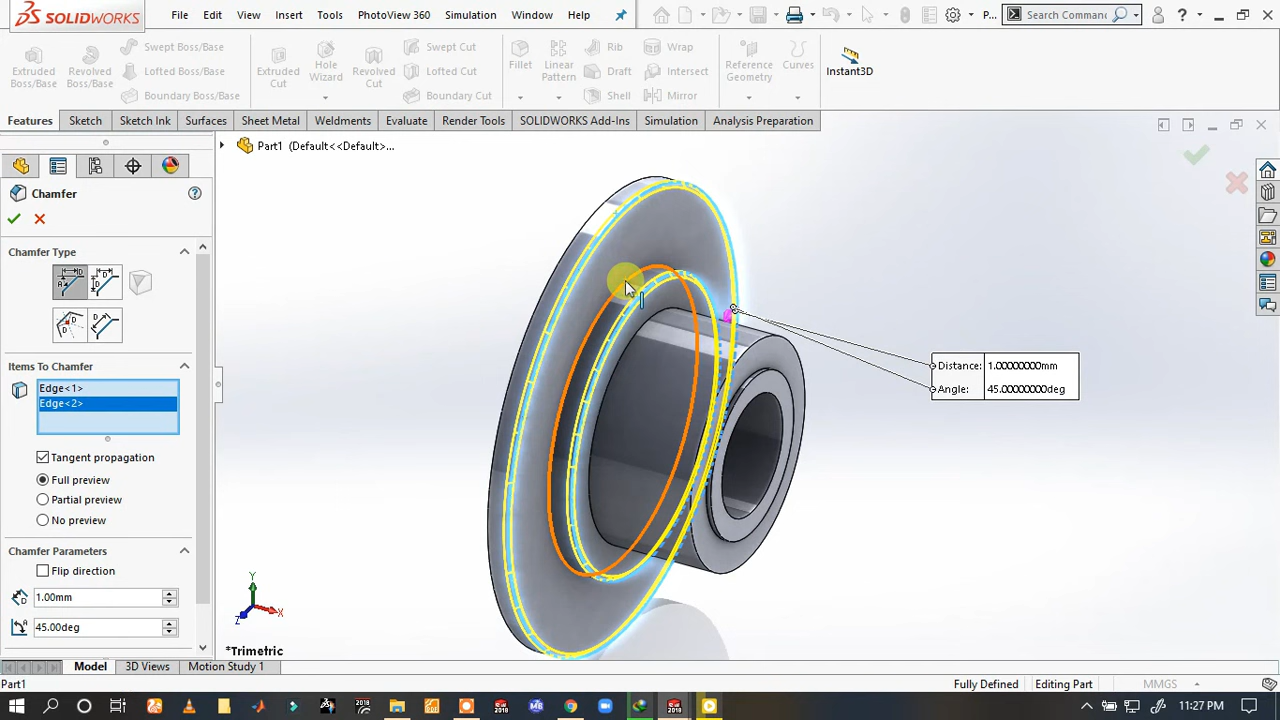 SOLIDWORKS File Edit View Insert Tools PhotoView 360 Simulation Window Help P... Search Comman
Extruded Boss/Base Revolved Boss/Base Swept Boss/Base Lofted Boss/Base Boundary Boss/Base Extruded Cut Hole Wizard Revolved Cut Swept Cut Lofted Cut Boundary Cut Fillet Linear Pattern Rib Draft Shell Wrap Intersect Mirror Reference Geometry Curves Instant3D
Features Sketch Sketch Ink Surfaces Sheet Metal Weldments Evaluate Render Tools SOLIDWORKS Add-Ins Simulation Analysis Preparation
Part1 (Default<<Default>...
Chamfer
Chamfer Type
Items To Chamfer
Edge<1>
Edge<2>
Distance: 1.00000000mm
Angle: 45.00000000deg
Tangent propagation
Full preview
Partial preview
No preview
Chamfer Parameters
Flip direction
1.00mm
45.00deg
Y
X
Z
*Trimetric
Model 3D Views Motion Study 1
Part1 Fully Defined Editing Part MMGS
11:27 PM